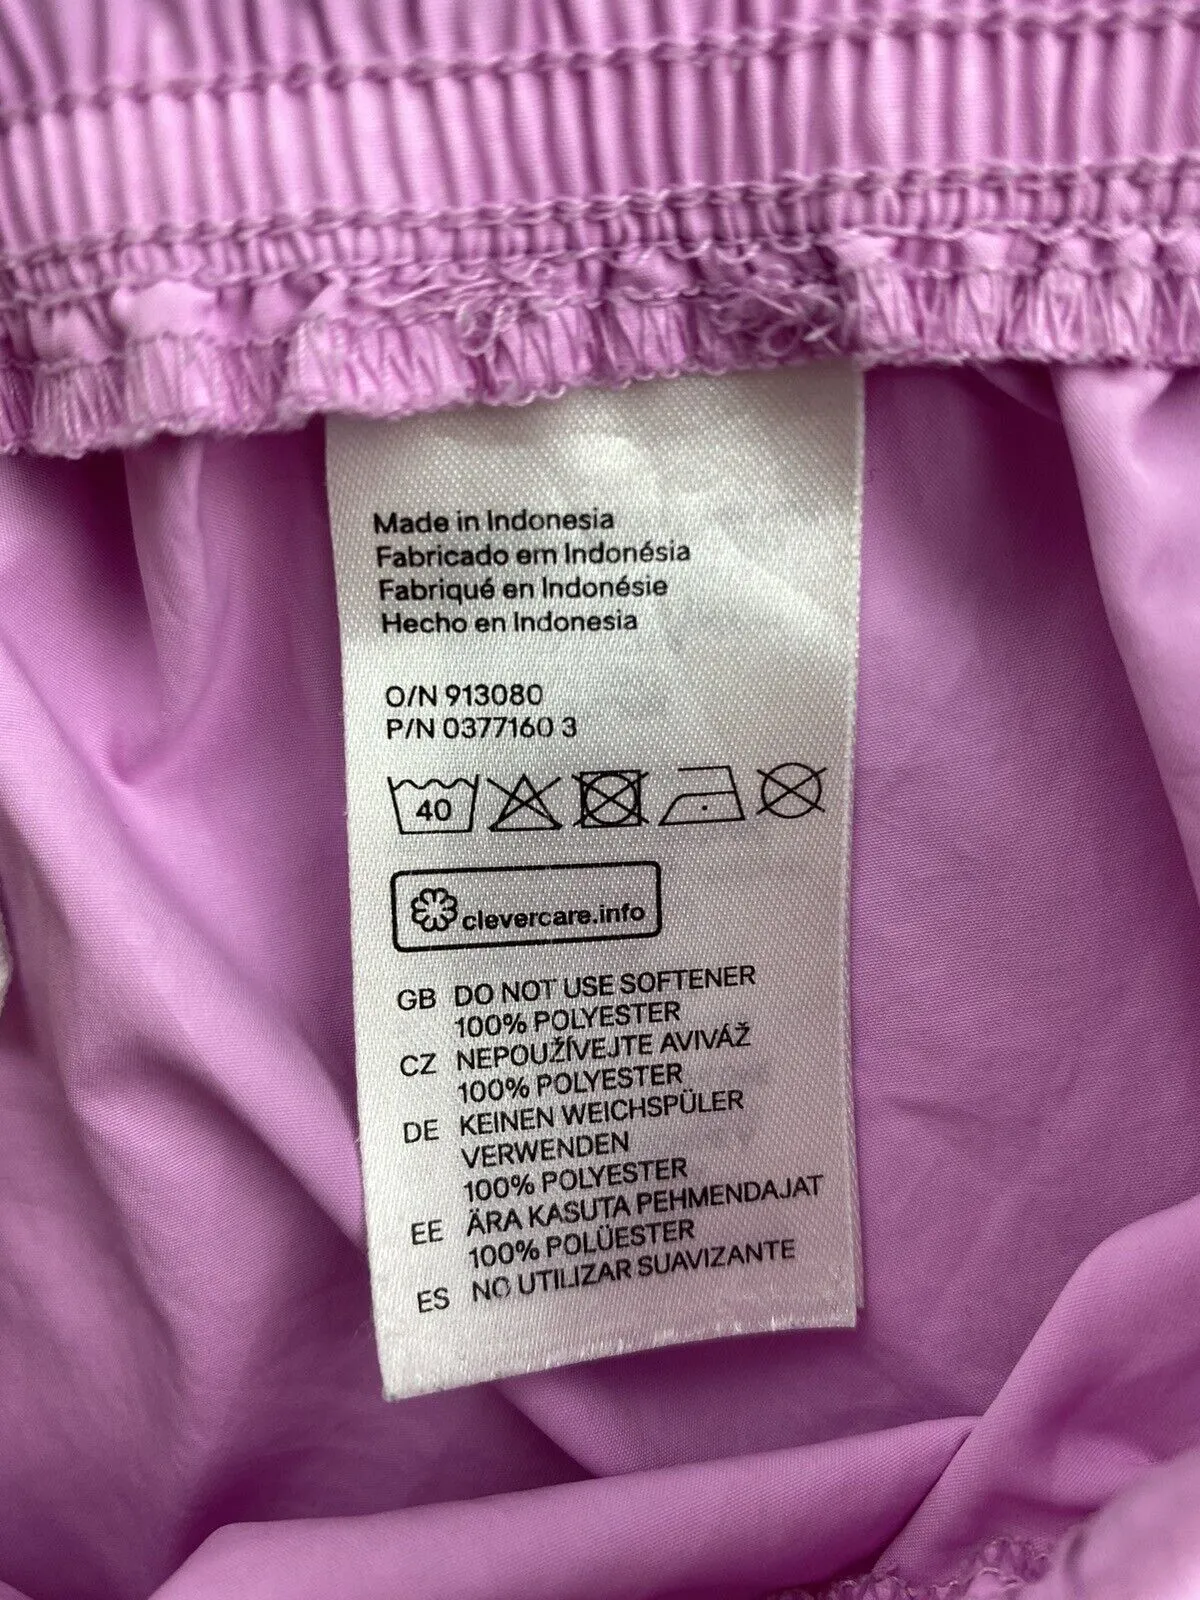 Made in Indonesia
Fabricado em Indonésia
Fabriqué en Indonésie
Hecho en Indonesia
O/N 913080
P/N 0377160 3
40
clevercare.info
GB DO NOT USE SOFTENER
100% POLYESTER
CZ NEPOUŽÍVEJTE AVIVÁŽ
100% POLYESTER
DE KEINEN WEICHSPÜLER
VERWENDEN
100% POLYESTER
EE ÄRA KASUTA PEHMENDAJAT
100% POLÜESTER
ES NO UTILIZAR SUAVIZANTE